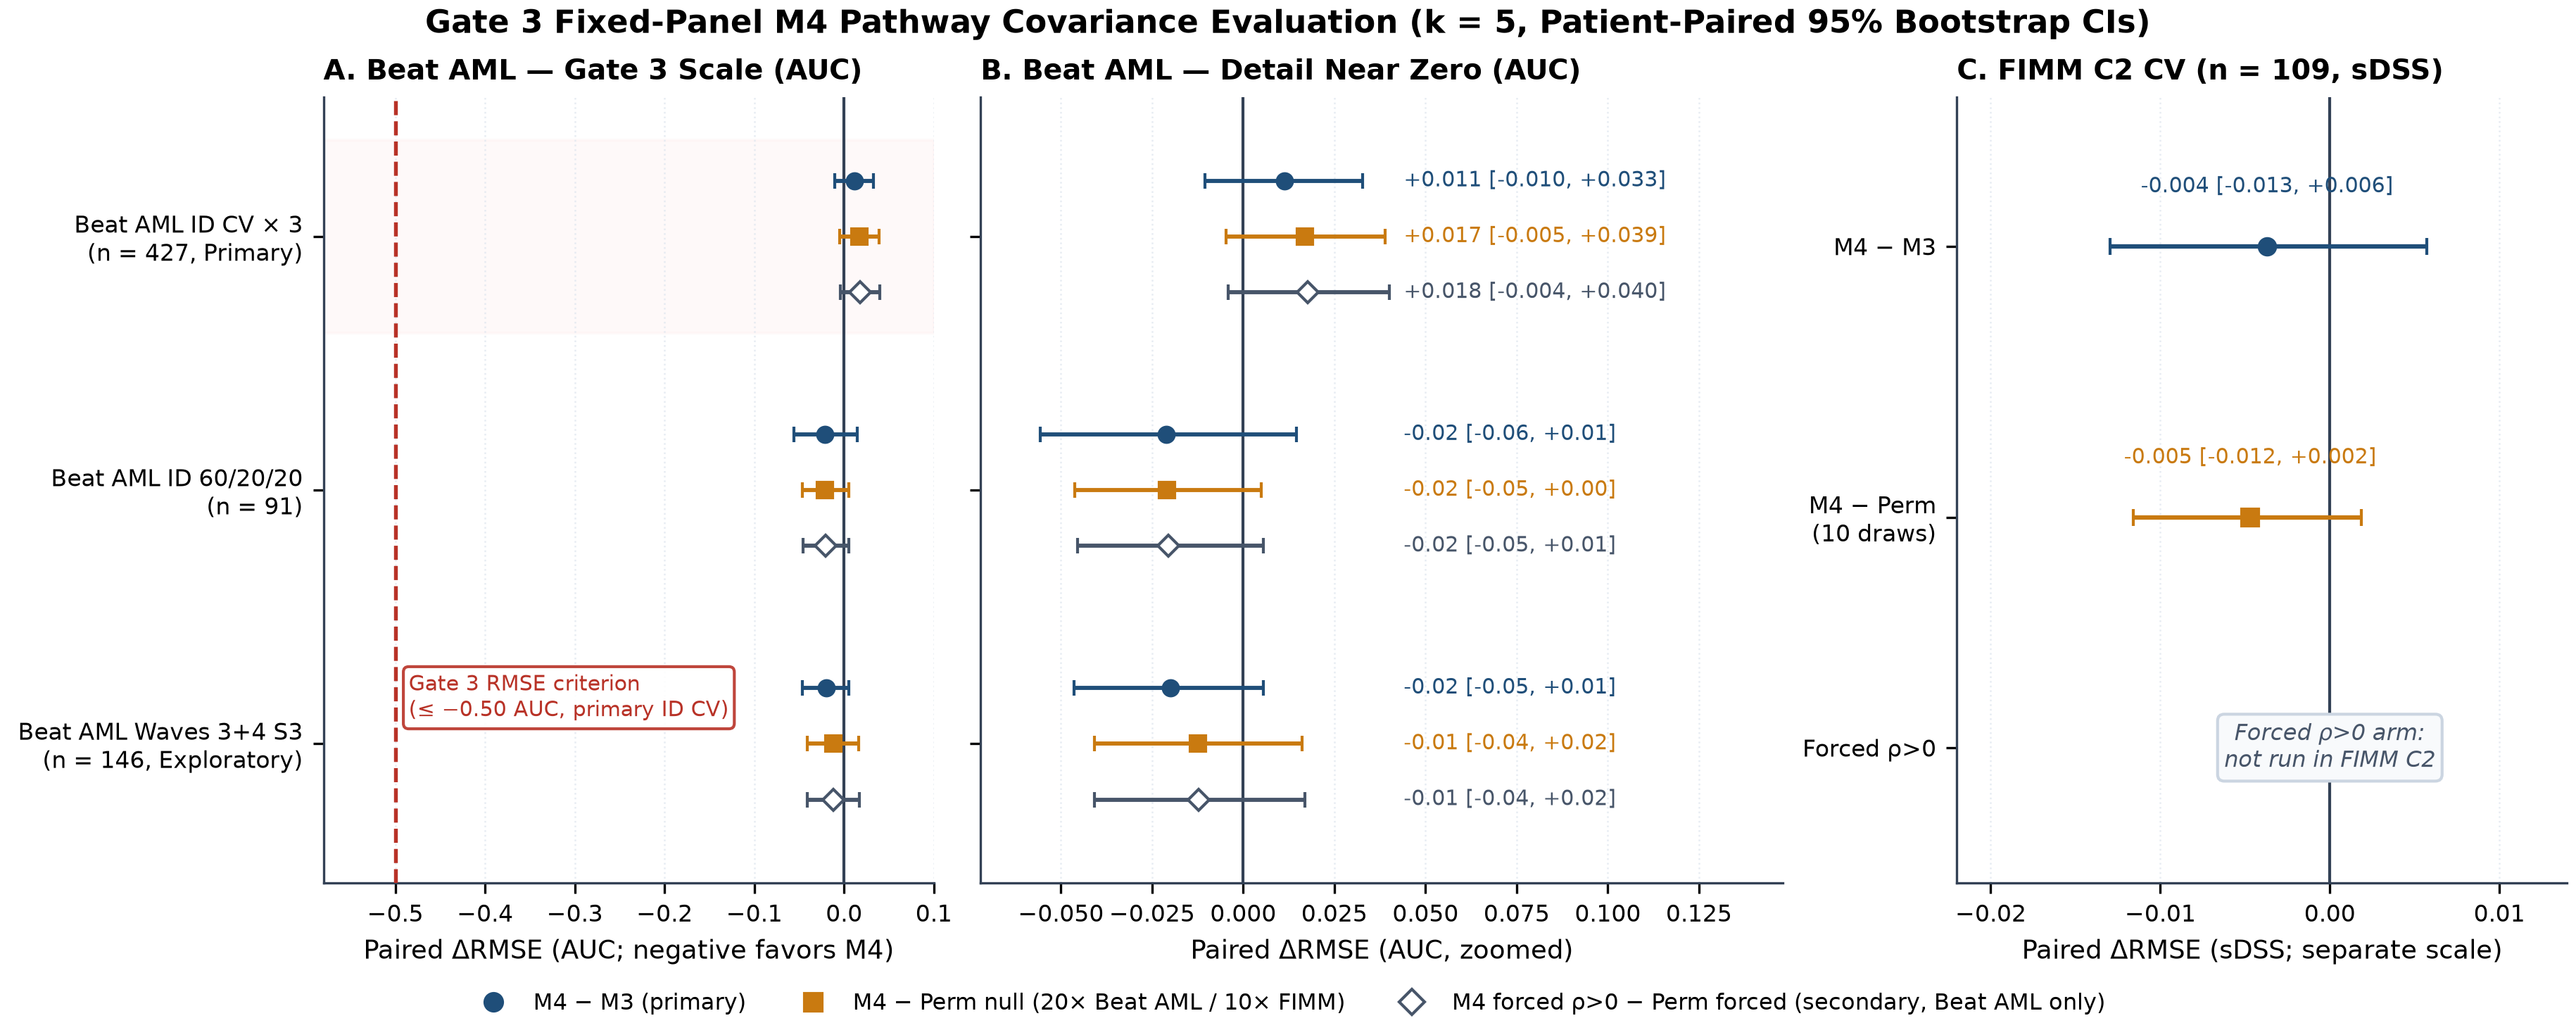 Gate 3 Fixed-Panel M4 Pathway Covariance Evaluation (k = 5, Patient-Paired 95% Bootstrap CIs)
A. Beat AML — Gate 3 Scale (AUC)
Beat AML ID CV × 3
(n = 427, Primary)
Beat AML ID 60/20/20
(n = 91)
Beat AML Waves 3+4 S3
(n = 146, Exploratory)
Gate 3 RMSE criterion
(≤ −0.50 AUC, primary ID CV)
−0.5 −0.4 −0.3 −0.2 −0.1 0.0 0.1
Paired ΔRMSE (AUC; negative favors M4)
B. Beat AML — Detail Near Zero (AUC)
+0.011 [-0.010, +0.033]
+0.017 [-0.005, +0.039]
+0.018 [-0.004, +0.040]
-0.02 [-0.06, +0.01]
-0.02 [-0.05, +0.00]
-0.02 [-0.05, +0.01]
-0.02 [-0.05, +0.01]
-0.01 [-0.04, +0.02]
-0.01 [-0.04, +0.02]
−0.050 −0.025 0.000 0.025 0.050 0.075 0.100 0.125
Paired ΔRMSE (AUC, zoomed)
C. FIMM C2 CV (n = 109, sDSS)
-0.004 [-0.013, +0.006]
M4 − M3
-0.005 [-0.012, +0.002]
M4 − Perm
(10 draws)
Forced ρ>0
Forced ρ>0 arm:
not run in FIMM C2
−0.02 −0.01 0.00 0.01
Paired ΔRMSE (sDSS; separate scale)
M4 − M3 (primary)
M4 − Perm null (20× Beat AML / 10× FIMM)
M4 forced ρ>0 − Perm forced (secondary, Beat AML only)